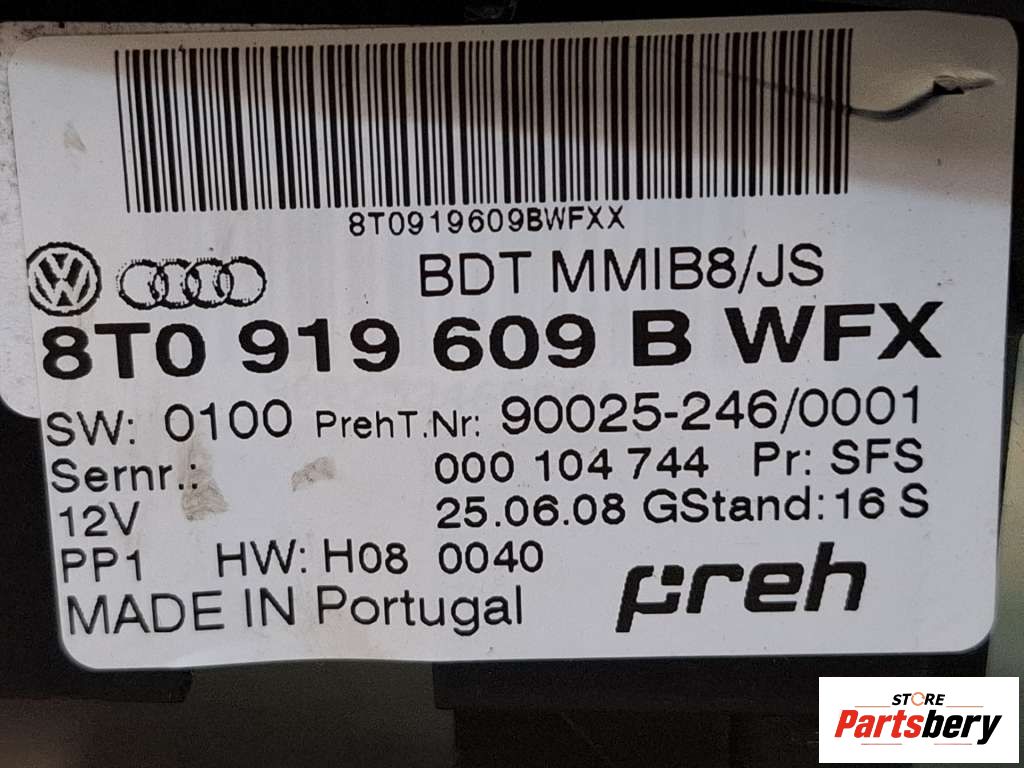 8T0919609BWFXX
BDT MMIB8/JS
8T0 919 609 B WFX
SW: 0100 PrehT.Nr: 90025-246/0001
Sernr.: 000 104 744 Pr: SFS
12V 25.06.08 GStand: 16 S
PP1 HW: H08 0040
MADE IN Portugal
preh
STORE
Partsbery